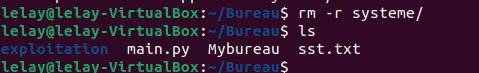 lelay@lelay-VirtualBox:~/Bureau$ rm -r systeme/
lelay@lelay-VirtualBox:~/Bureau$ ls
exploitation  main.py  Mybureau  sst.txt
lelay@lelay-VirtualBox:~/Bureau$